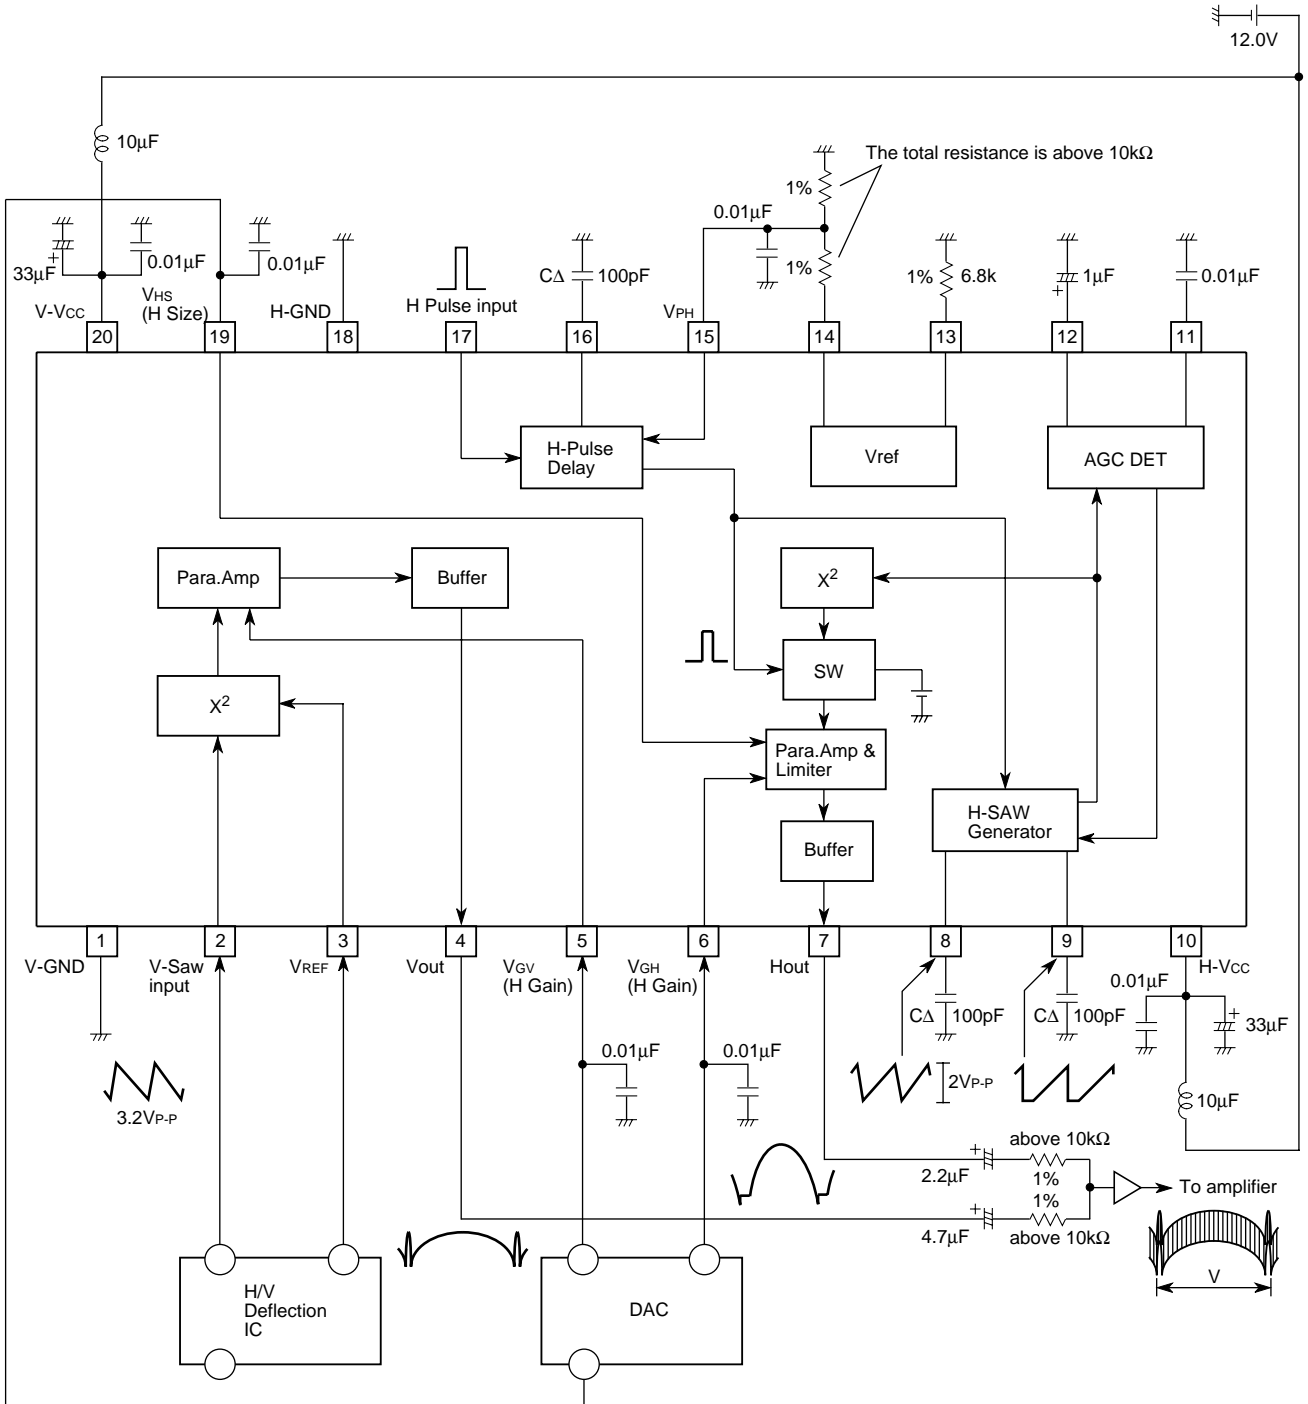 12.0V
10µF
The total resistance is above 10kΩ
1%
0.01µF
33µF
0.01µF
0.01µF
1%
CΔ
100pF
1%
6.8k
1µF
0.01µF
V-VCC
VHS
(H Size)
H-GND
H Pulse input
VPH
20
19
18
17
16
15
14
13
12
11
H-Pulse
Delay
Vref
AGC DET
Para.Amp
Buffer
X²
SW
X²
Para.Amp &
Limiter
H-SAW
Generator
Buffer
1
2
3
4
5
6
7
8
9
10
V-GND
V-Saw
input
VREF
Vout
VGV
(H Gain)
VGH
(H Gain)
Hout
H-VCC
0.01µF
CΔ
100pF
CΔ
100pF
33µF
0.01µF
0.01µF
3.2VP-P
2VP-P
10µF
above 10kΩ
2.2µF
1%
To amplifier
1%
4.7µF
above 10kΩ
V
H/V
Deflection
IC
DAC